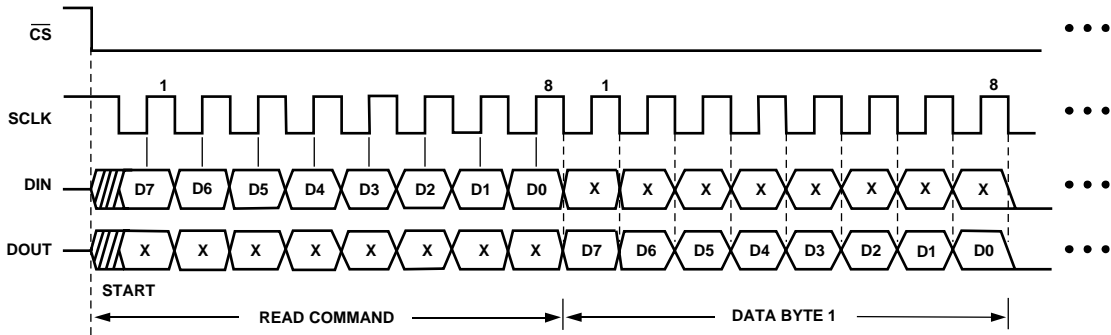 CS
1 8 1 8
SCLK
DIN D7 D6 D5 D4 D3 D2 D1 D0 X X X X X X X X
DOUT X X X X X X X X D7 D6 D5 D4 D3 D2 D1 D0
START
READ COMMAND DATA BYTE 1